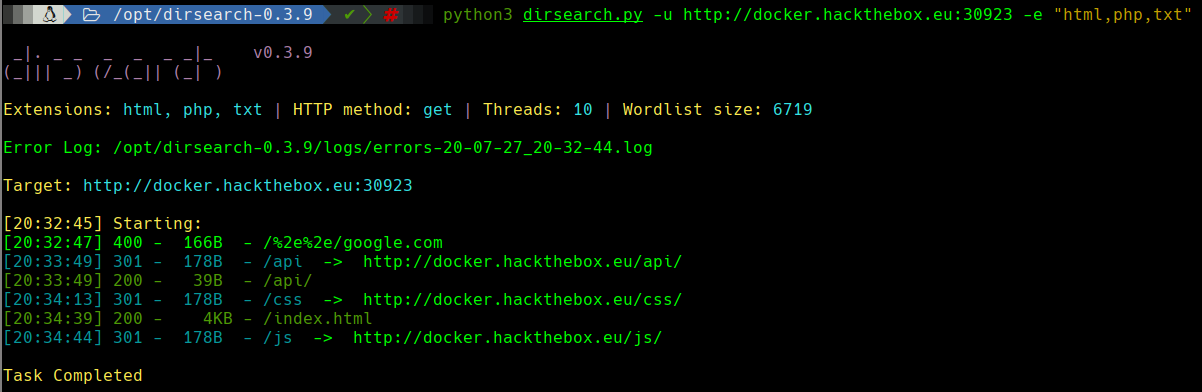 /opt/dirsearch-0.3.9 ✔ # python3 dirsearch.py -u http://docker.hackthebox.eu:30923 -e "html,php,txt"
 _|. _ _  _  _  _ _|_    v0.3.9
(_||| _) (/_(_|| (_| )
Extensions: html, php, txt | HTTP method: get | Threads: 10 | Wordlist size: 6719
Error Log: /opt/dirsearch-0.3.9/logs/errors-20-07-27_20-32-44.log
Target: http://docker.hackthebox.eu:30923
[20:32:45] Starting:
[20:32:47] 400 -  166B  - /%2e%2e/google.com
[20:33:49] 301 -  178B  - /api  ->  http://docker.hackthebox.eu/api/
[20:33:49] 200 -   39B  - /api/
[20:34:13] 301 -  178B  - /css  ->  http://docker.hackthebox.eu/css/
[20:34:39] 200 -    4KB - /index.html
[20:34:44] 301 -  178B  - /js  ->  http://docker.hackthebox.eu/js/
Task Completed